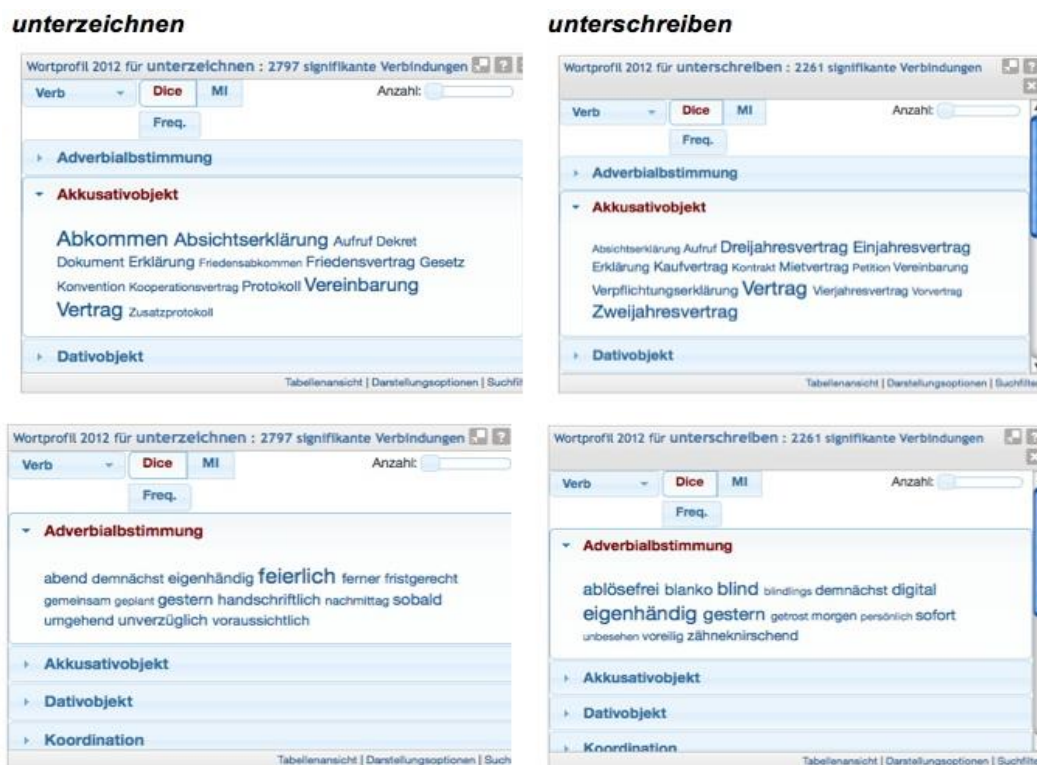 unterzeichnen
Wortprofil 2012 für unterzeichnen : 2797 signifikante Verbindungen
Verb Dice MI Anzahl:
Freq.
Adverbialbstimmung
Akkusativobjekt
Abkommen Absichtserklärung Aufruf Dekret
Dokument Erklärung Friedensabkommen Friedensvertrag Gesetz
Konvention Kooperationsvertrag Protokoll Vereinbarung
Vertrag Zusatzprotokoll
Dativobjekt
Tabellenansicht | Darstellungsoptionen | Suchfilt
unterschreiben
Wortprofil 2012 für unterschreiben : 2261 signifikante Verbindungen
Verb Dice MI Anzahl:
Freq.
Adverbialbstimmung
Akkusativobjekt
Absichtserklärung Aufruf Dreijahresvertrag Einjahresvertrag
Erklärung Kaufvertrag Kontrakt Mietvertrag Petition Vereinbarung
Verpflichtungserklärung Vertrag Vierjahresvertrag Vorvertrag
Zweijahresvertrag
Dativobjekt
Tabellenansicht | Darstellungsoptionen | Suchfilte
Wortprofil 2012 für unterzeichnen : 2797 signifikante Verbindungen
Verb Dice MI Anzahl:
Freq.
Adverbialbstimmung
abend demnächst eigenhändig feierlich ferner fristgerecht
gemeinsam geplant gestern handschriftlich nachmittag sobald
umgehend unverzüglich voraussichtlich
Akkusativobjekt
Dativobjekt
Koordination
Tabellenansicht | Darstellungsoptionen | Such
Wortprofil 2012 für unterschreiben : 2261 signifikante Verbindungen
Verb Dice MI Anzahl:
Freq.
Adverbialbstimmung
ablösefrei blanko blind blindlings demnächst digital
eigenhändig gestern getrost morgen persönlich sofort
unbesehen voreilig zähneknirschend
Akkusativobjekt
Dativobjekt
Koordination
Tabellenansicht | Darstellungsoptionen | Suchfilte